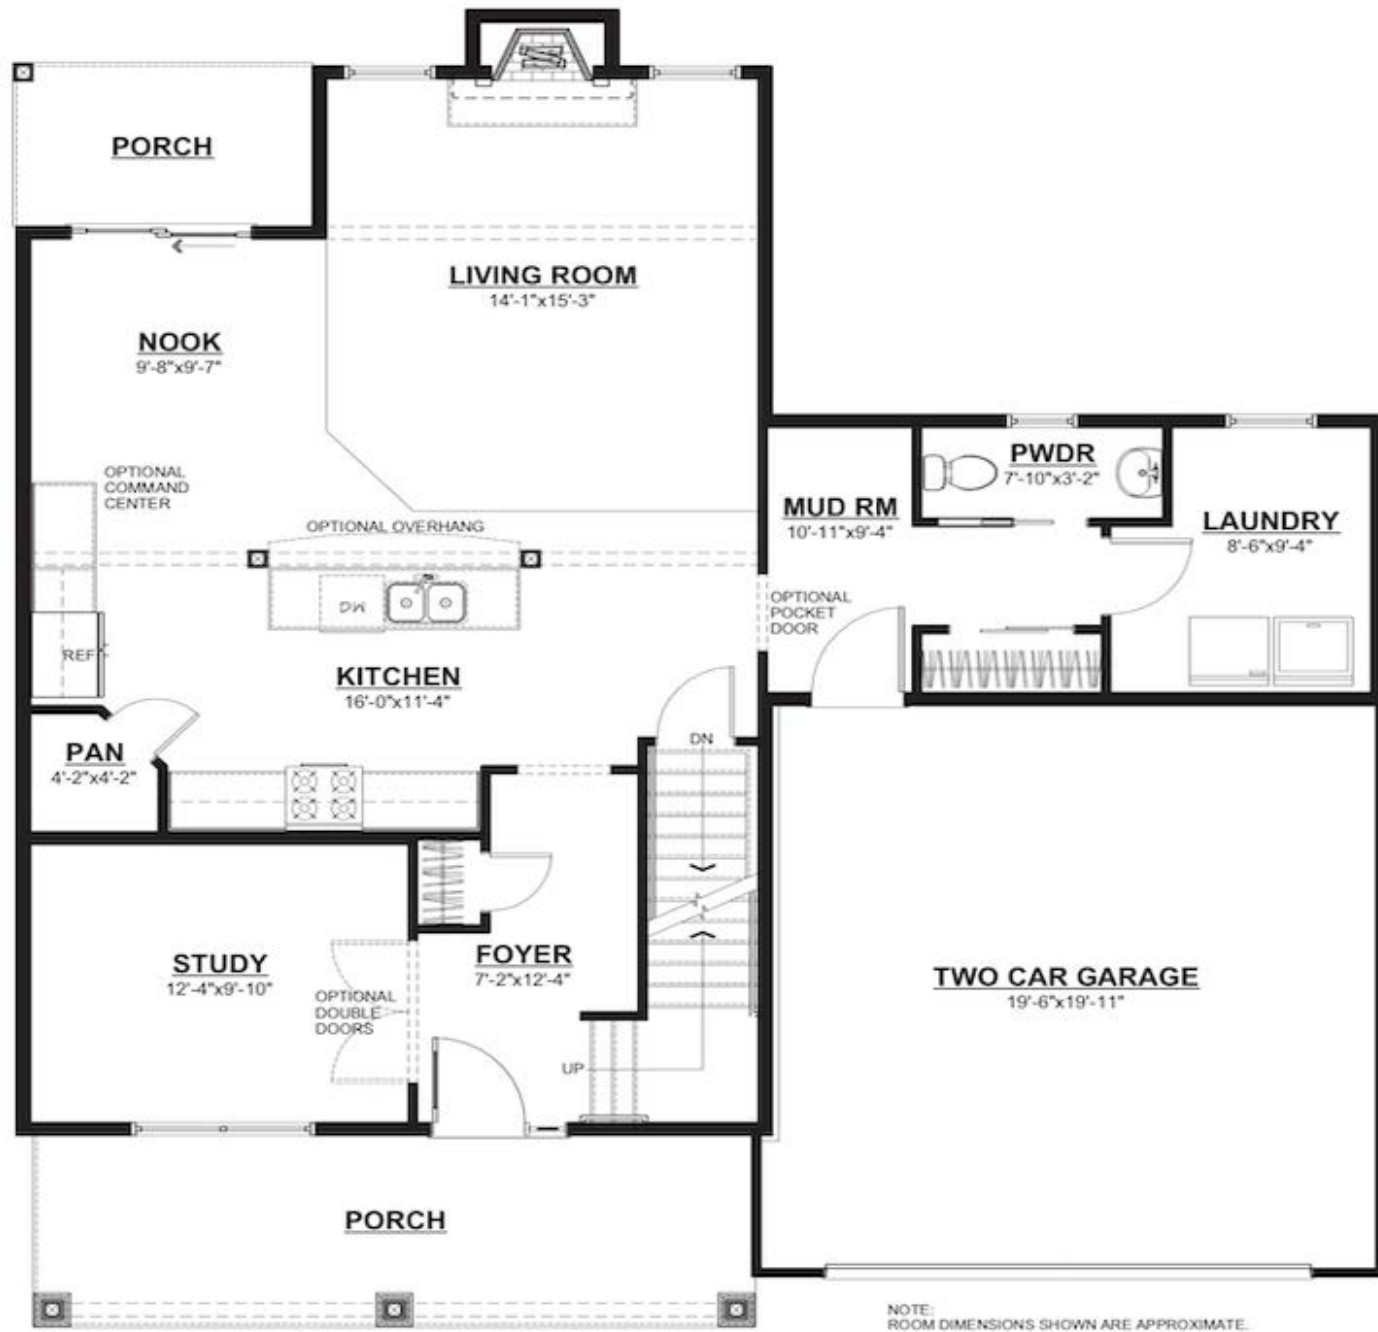 PORCH
LIVING ROOM
14'-1"x15'-3"
NOOK
9'-8"x9'-7"
OPTIONAL
COMMAND
CENTER
OPTIONAL OVERHANG
PWDR
7'-10"x3'-2"
MUD RM
10'-11"x9'-4"
LAUNDRY
8'-6"x9'-4"
OPTIONAL
POCKET
DOOR
REF
KITCHEN
16'-0"x11'-4"
PAN
4'-2"x4'-2"
DN
STUDY
12'-4"x9'-10"
OPTIONAL
DOUBLE
DOORS
FOYER
7'-2"x12'-4"
UP
TWO CAR GARAGE
19'-6"x19'-11"
PORCH
NOTE:
ROOM DIMENSIONS SHOWN ARE APPROXIMATE.